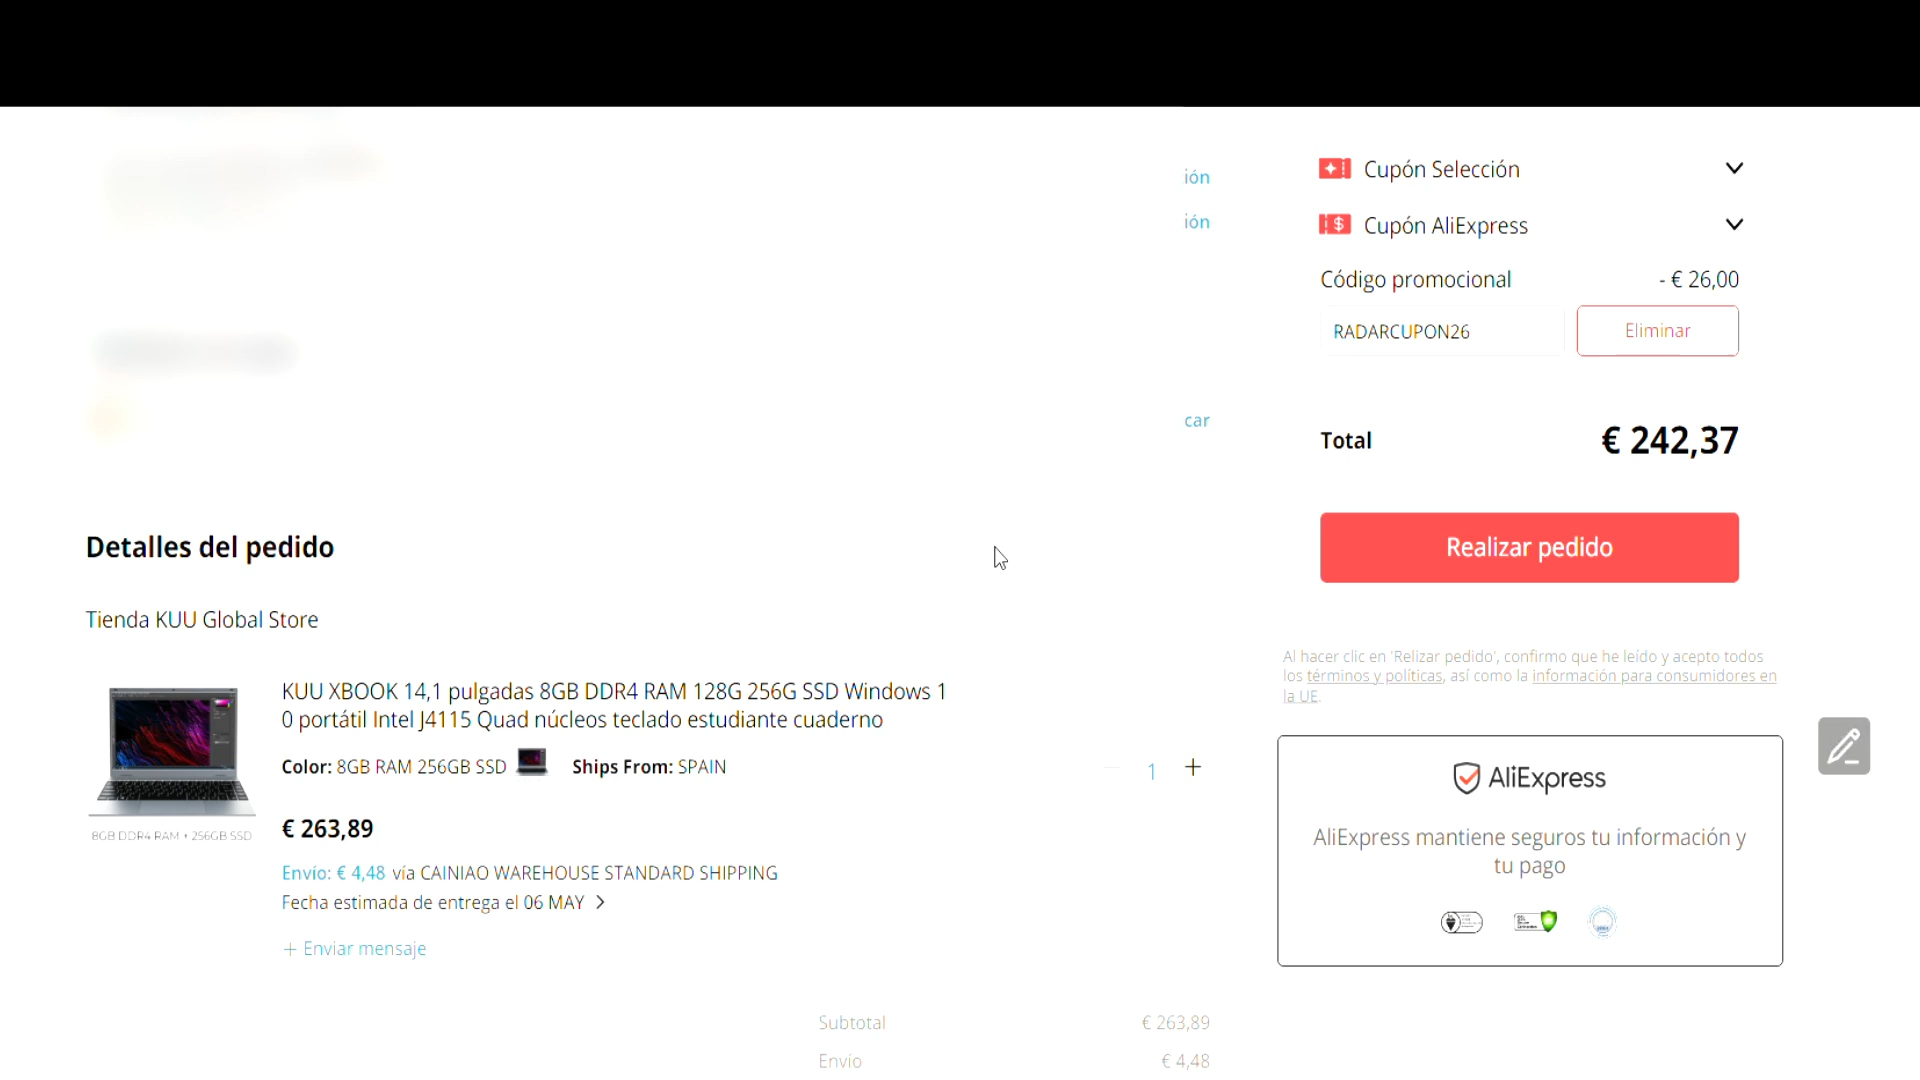 ión
ión
car
Cupón Selección
Cupón AliExpress
Código promocional - € 26,00
RADARCUPON26 Eliminar
Total € 242,37
Realizar pedido
Al hacer clic en 'Relizar pedido', confirmo que he leído y acepto todos
los términos y políticas, así como la información para consumidores en
la UE.
AliExpress
AliExpress mantiene seguros tu información y
tu pago
Detalles del pedido
Tienda KUU Global Store
KUU XBOOK 14,1 pulgadas 8GB DDR4 RAM 128G 256G SSD Windows 1
0 portátil Intel J4115 Quad núcleos teclado estudiante cuaderno
Color: 8GB RAM 256GB SSD Ships From: SPAIN
1 +
8GB DDR4 RAM + 256GB SSD
€ 263,89
Envío: € 4,48 vía CAINIAO WAREHOUSE STANDARD SHIPPING
Fecha estimada de entrega el 06 MAY >
+ Enviar mensaje
Subtotal € 263,89
Envío € 4,48